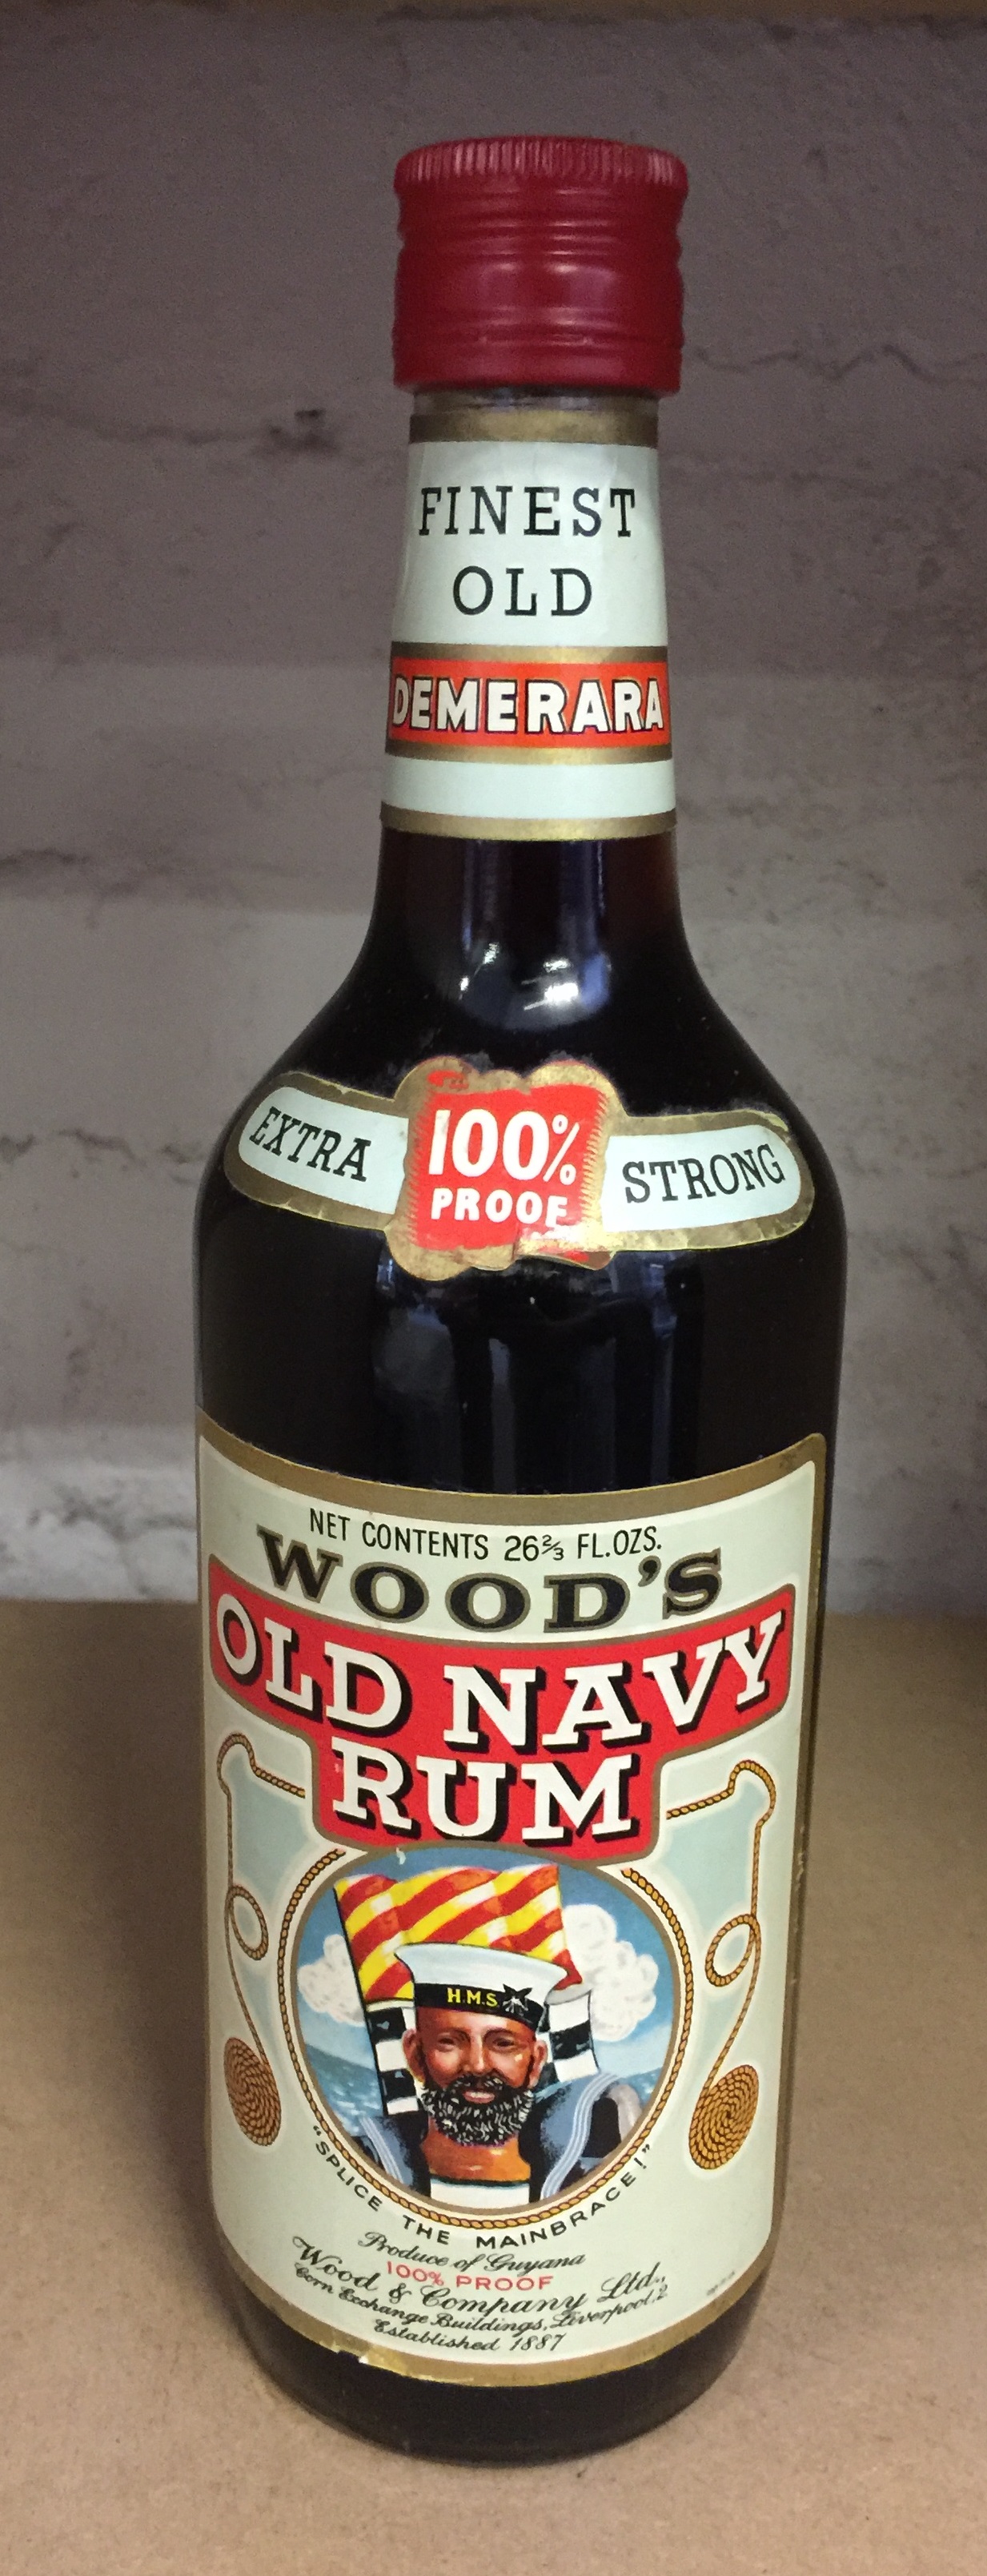 FINEST
OLD
DEMERARA
EXTRA 100% PROOF STRONG
NET CONTENTS 26⅔ FL.OZS.
WOOD'S
OLD NAVY
RUM
H.M.S
"SPLICE THE MAINBRACE!"
Produce of Guyana
100% PROOF
Wood & Company Ltd.,
Corn Exchange Buildings, Liverpool, 2
Established 1887